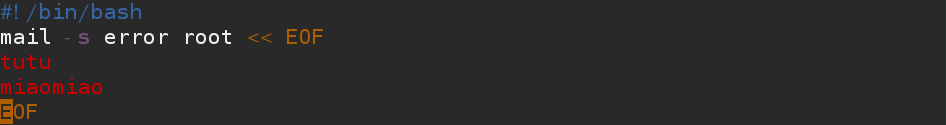 #!/bin/bash
mail -s error root << EOF
tutu
miaomiao
EOF